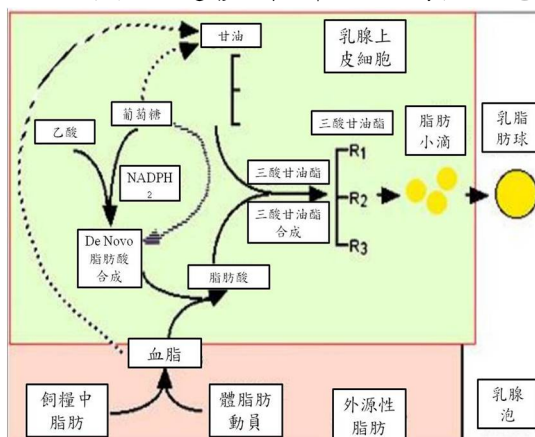 甘油
乳腺上
皮細胞
葡萄糖
乙酸
三酸甘油酯
脂肪
小滴
乳脂
肪球
NADPH
2
三酸甘油酯
R1
R2
R3
三酸甘油酯
合成
De Novo
脂肪酸
合成
脂肪酸
血脂
飼糧中
脂肪
體脂肪
動員
外源性
脂肪
乳腺
泡